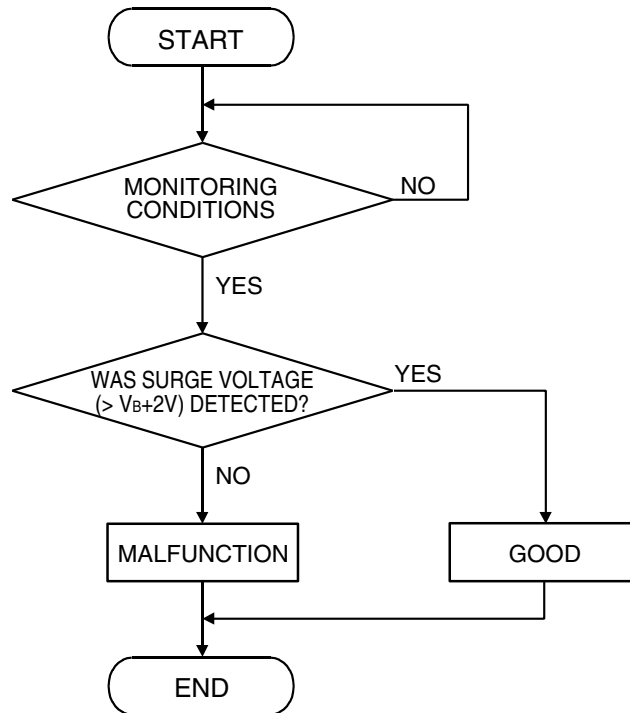 START
MONITORING
CONDITIONS
NO
YES
WAS SURGE VOLTAGE
(> VB+2V) DETECTED?
YES
NO
MALFUNCTION
GOOD
END